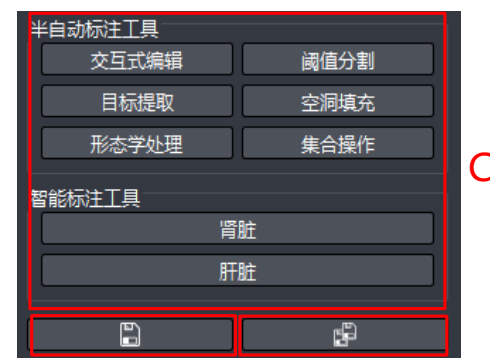 半自动标注工具
交互式编辑 阈值分割
目标提取 空洞填充
形态学处理 集合操作
C
智能标注工具
肾脏
肝脏